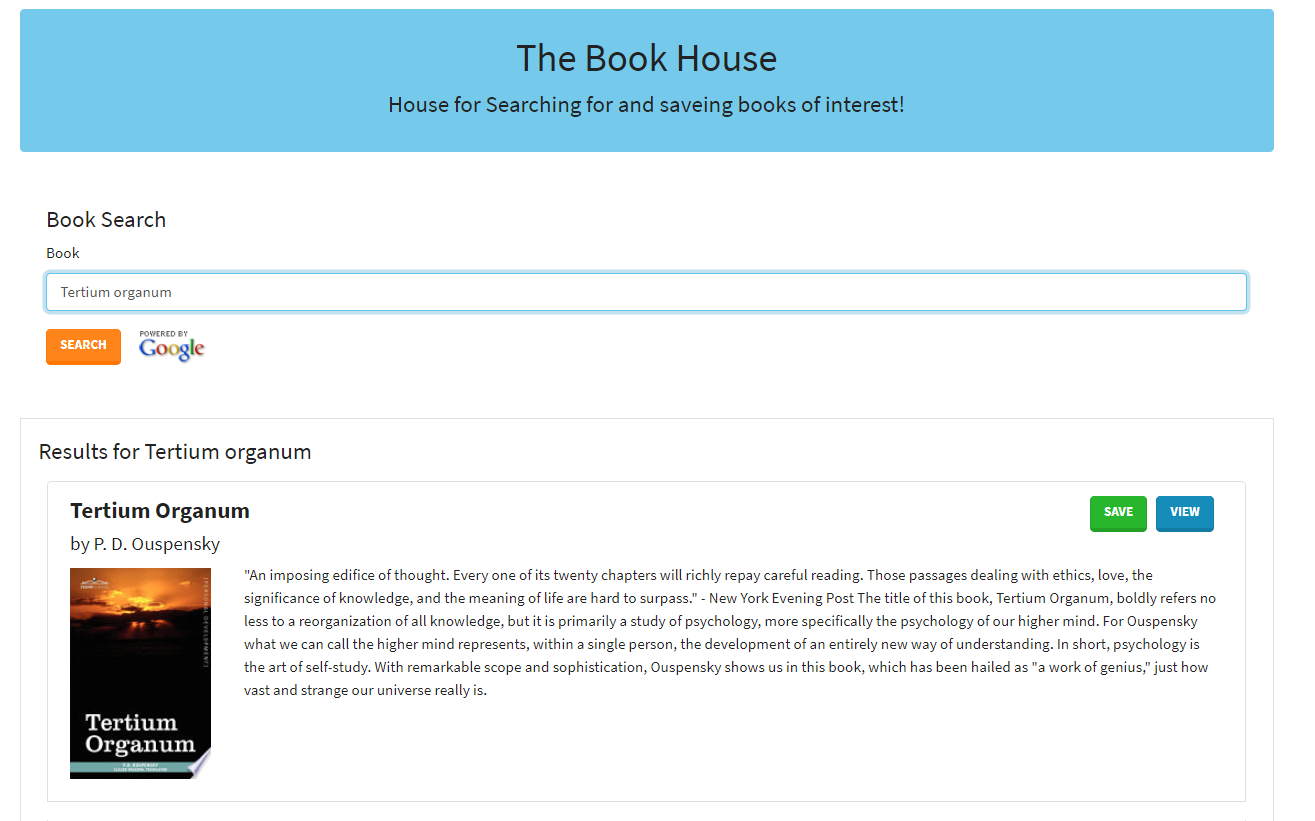 The Book House
House for Searching for and saveing books of interest!
Book Search
Book
Tertium organum
SEARCH
POWERED BY
Google
Results for Tertium organum
Tertium Organum
SAVE
VIEW
by P. D. Ouspensky
"An imposing edifice of thought. Every one of its twenty chapters will richly repay careful reading. Those passages dealing with ethics, love, the
significance of knowledge, and the meaning of life are hard to surpass." - New York Evening Post The title of this book, Tertium Organum, boldly refers no
less to a reorganization of all knowledge, but it is primarily a study of psychology, more specifically the psychology of our higher mind. For Ouspensky
what we can call the higher mind represents, within a single person, the development of an entirely new way of understanding. In short, psychology is
the art of self-study. With remarkable scope and sophistication, Ouspensky shows us in this book, which has been hailed as "a work of genius," just how
vast and strange our universe really is.
[PERSONAL DEVELOPMENT]
Tertium
Organum
P.D. OUSPENSKY